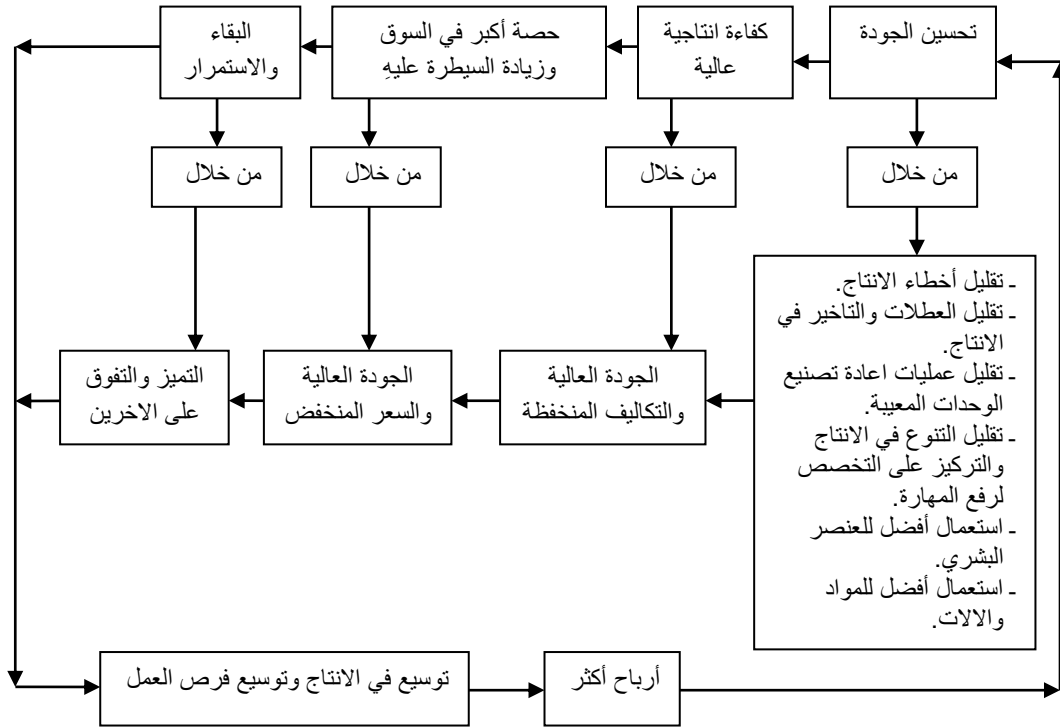 تحسين الجودة
كفاءة انتاجية
عالية
حصة أكبر في السوق
وزيادة السيطرة عليهِ
البقاء
والاستمرار
من خلال
من خلال
من خلال
من خلال
ـ تقليل أخطاء الانتاج.
ـ تقليل العطلات والتاخير في
الانتاج.
ـ تقليل عمليات اعادة تصنيع
الوحدات المعيبة.
ـ تقليل التنوع في الانتاج
والتركيز على التخصص
لرفع المهارة.
ـ استعمال أفضل للعنصر
البشري.
ـ استعمال أفضل للمواد
والالات.
الجودة العالية
والتكاليف المنخفظة
الجودة العالية
والسعر المنخفض
التميز والتفوق
على الاخرين
توسيع في الانتاج وتوسيع فرص العمل
أرباح أكثر